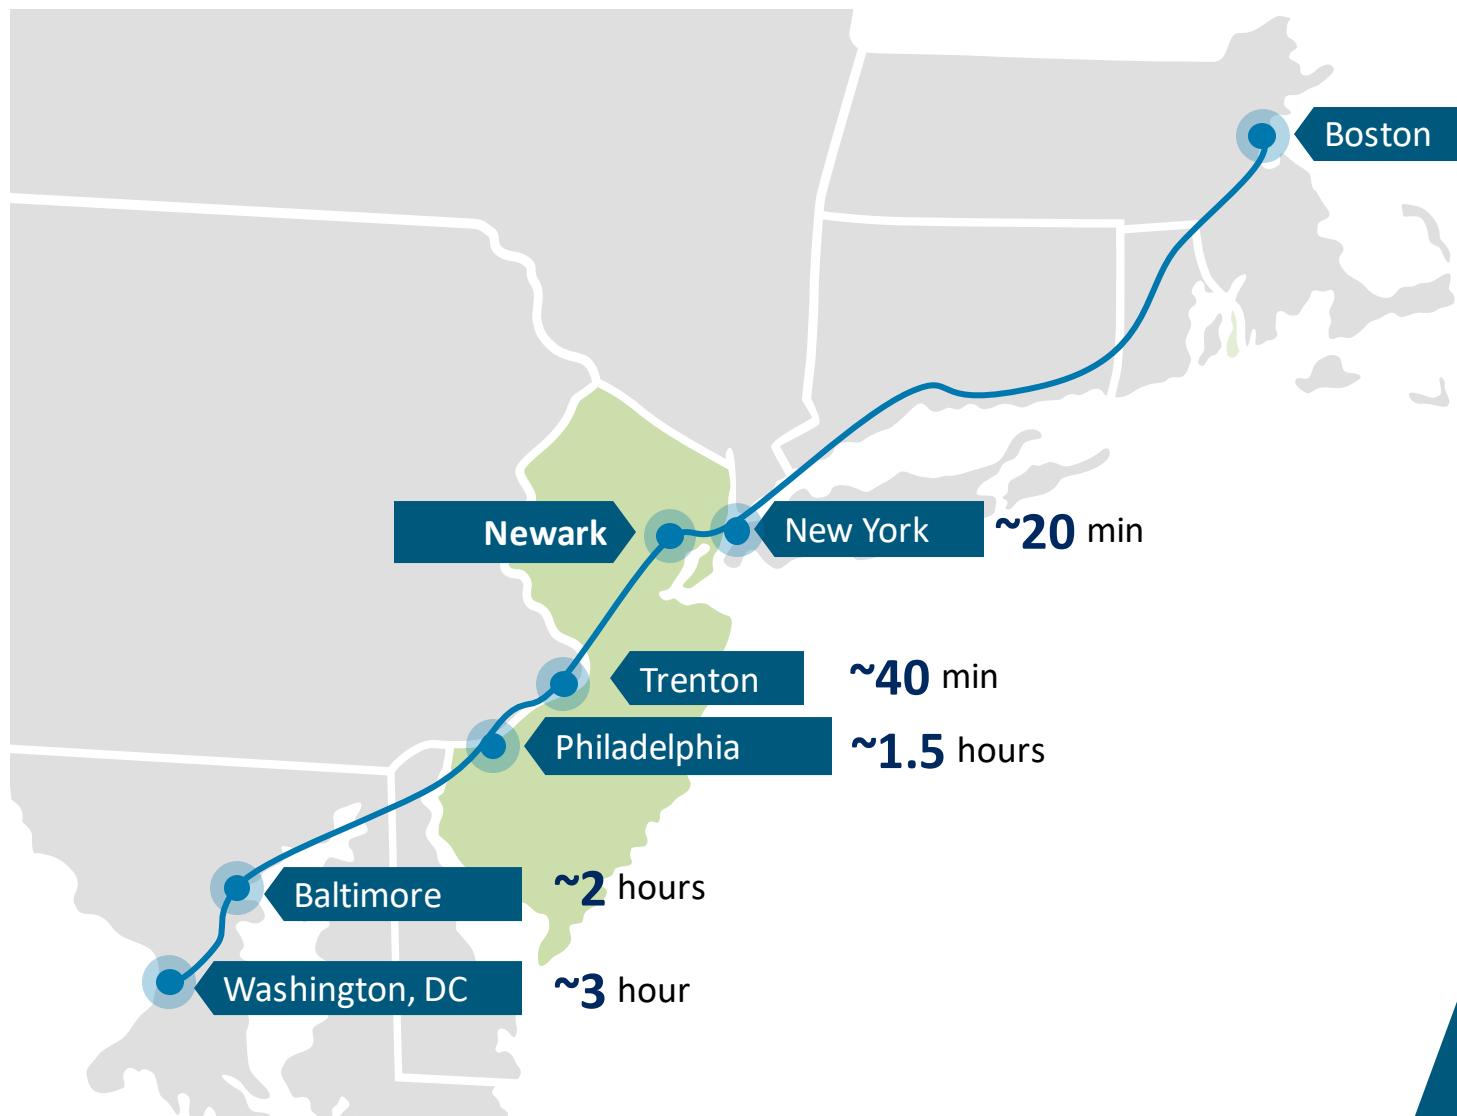 Boston
Newark
New York ~20 min
Trenton ~40 min
Philadelphia ~1.5 hours
Baltimore ~2 hours
Washington, DC ~3 hour